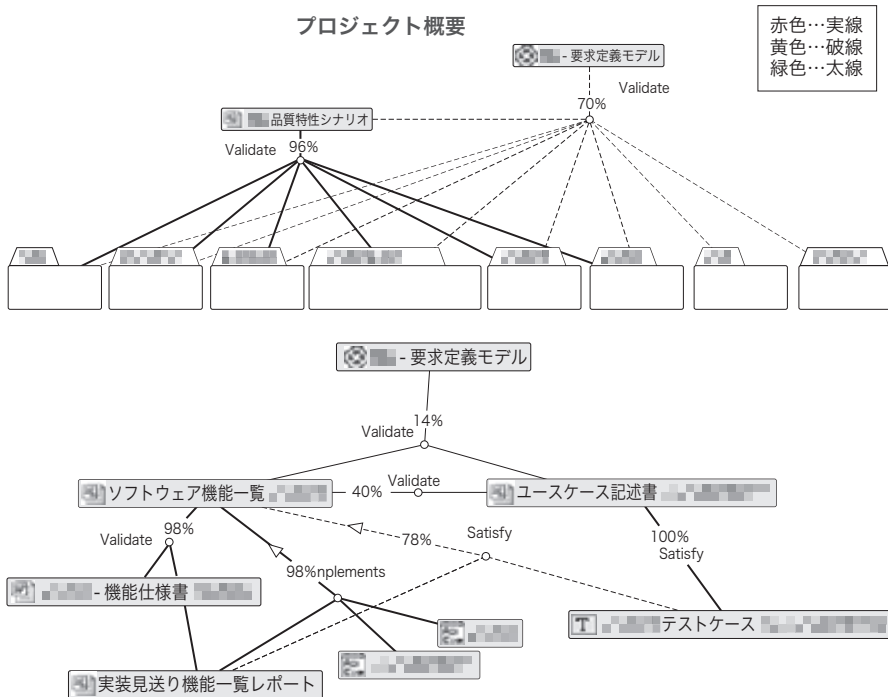 プロジェクト概要
赤色…実線
黄色…破線
緑色…太線
- 要求定義モデル
Validate
70%
品質特性シナリオ
Validate 96%
- 要求定義モデル
14%
Validate
ソフトウェア機能一覧
40%
Validate
ユースケース記述書
98%
Validate
78%
Satisfy
100%
Satisfy
98%nplements
- 機能仕様書
T
テストケース
実装見送り機能一覧レポート